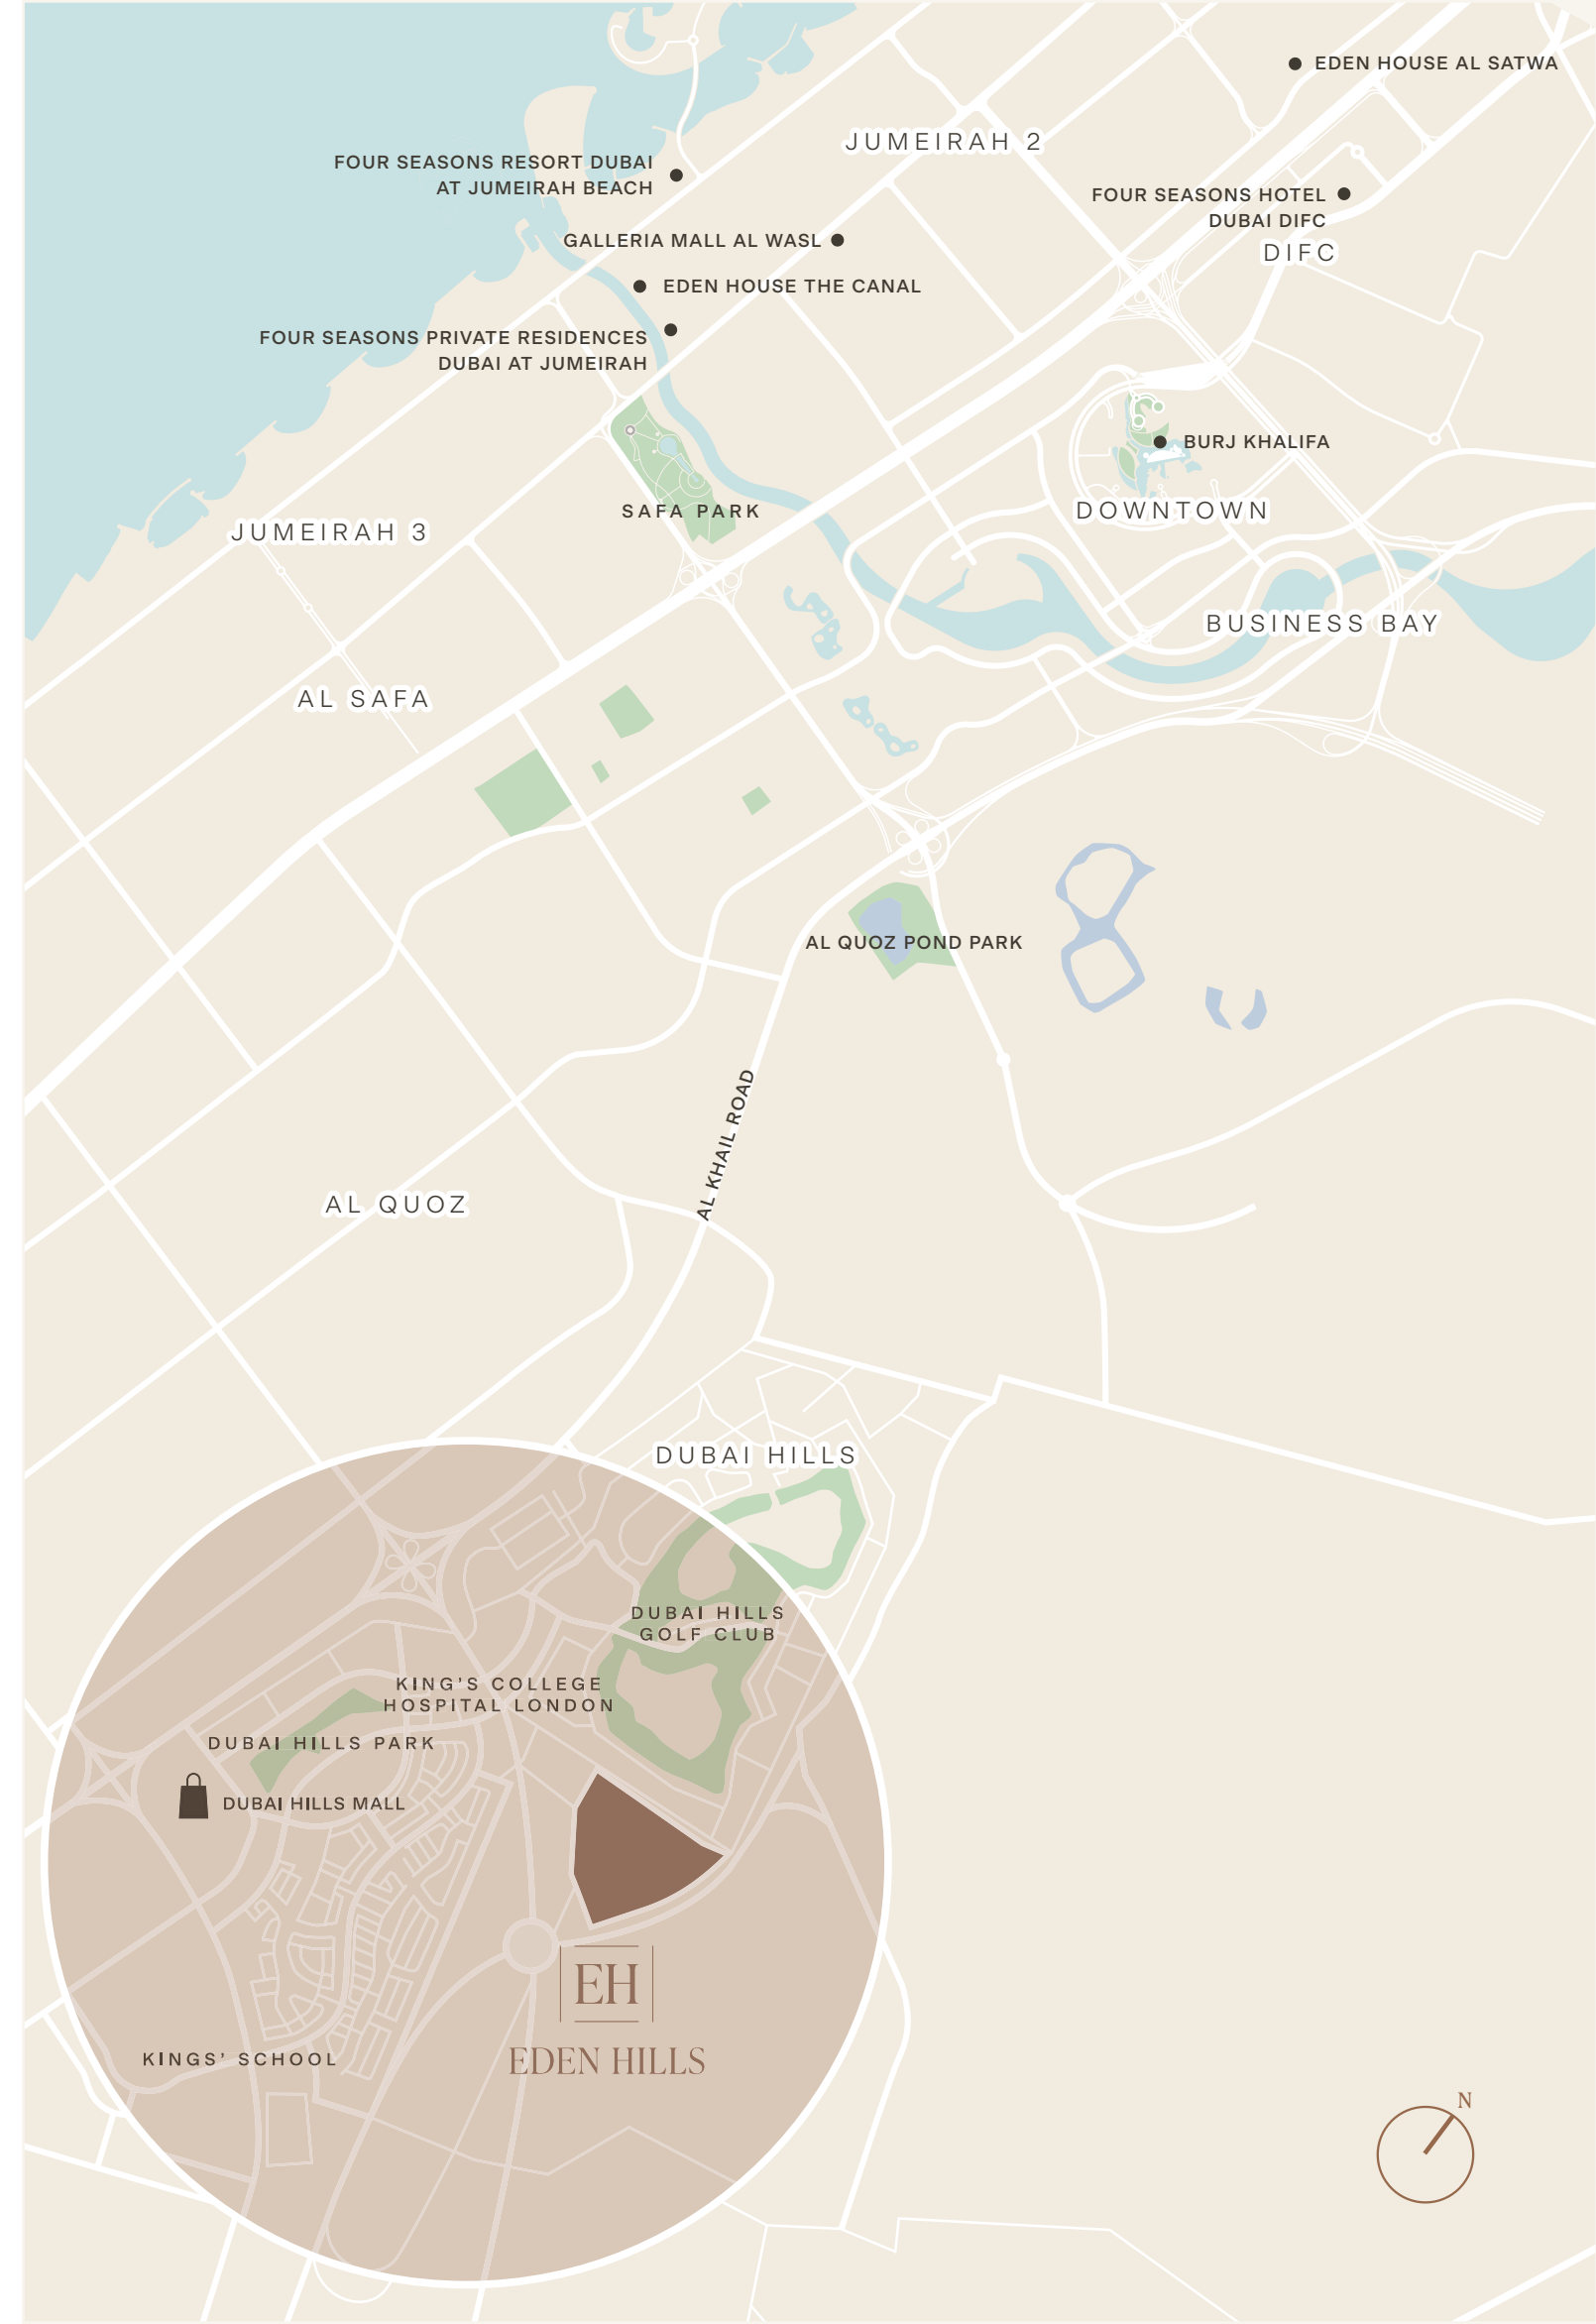 EDEN HOUSE AL SATWA
JUMEIRAH 2
FOUR SEASONS RESORT DUBAI
AT JUMEIRAH BEACH
FOUR SEASONS HOTEL
DUBAI DIFC
DIFC
GALLERIA MALL AL WASL
EDEN HOUSE THE CANAL
FOUR SEASONS PRIVATE RESIDENCES
DUBAI AT JUMEIRAH
BURJ KHALIFA
DOWNTOWN
SAFA PARK
JUMEIRAH 3
BUSINESS BAY
AL SAFA
AL QUOZ POND PARK
AL KHAIL ROAD
AL QUOZ
DUBAI HILLS
DUBAI HILLS
GOLF CLUB
KING'S COLLEGE
HOSPITAL LONDON
DUBAI HILLS PARK
DUBAI HILLS MALL
EH
EDEN HILLS
KINGS' SCHOOL
N